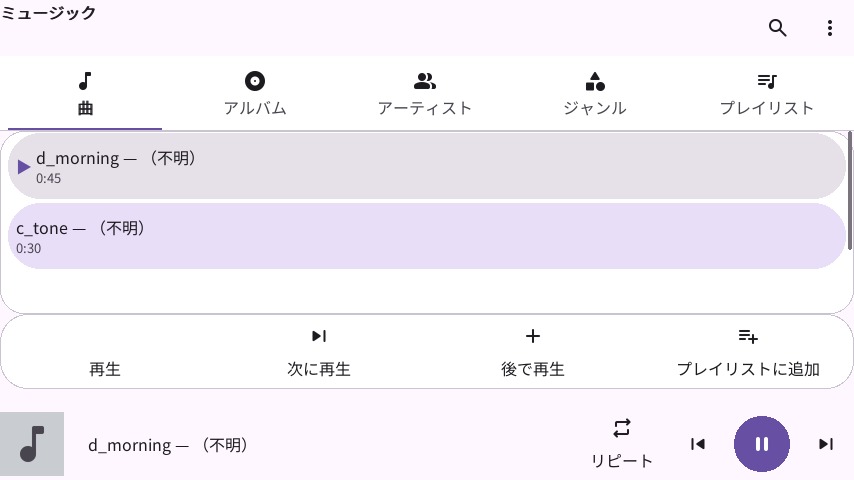 ミュージック
曲
アルバム
アーティスト
ジャンル
プレイリスト
d_morning — （不明）
0:45
c_tone — （不明）
0:30
再生
次に再生
後で再生
プレイリストに追加
d_morning — （不明）
リピート